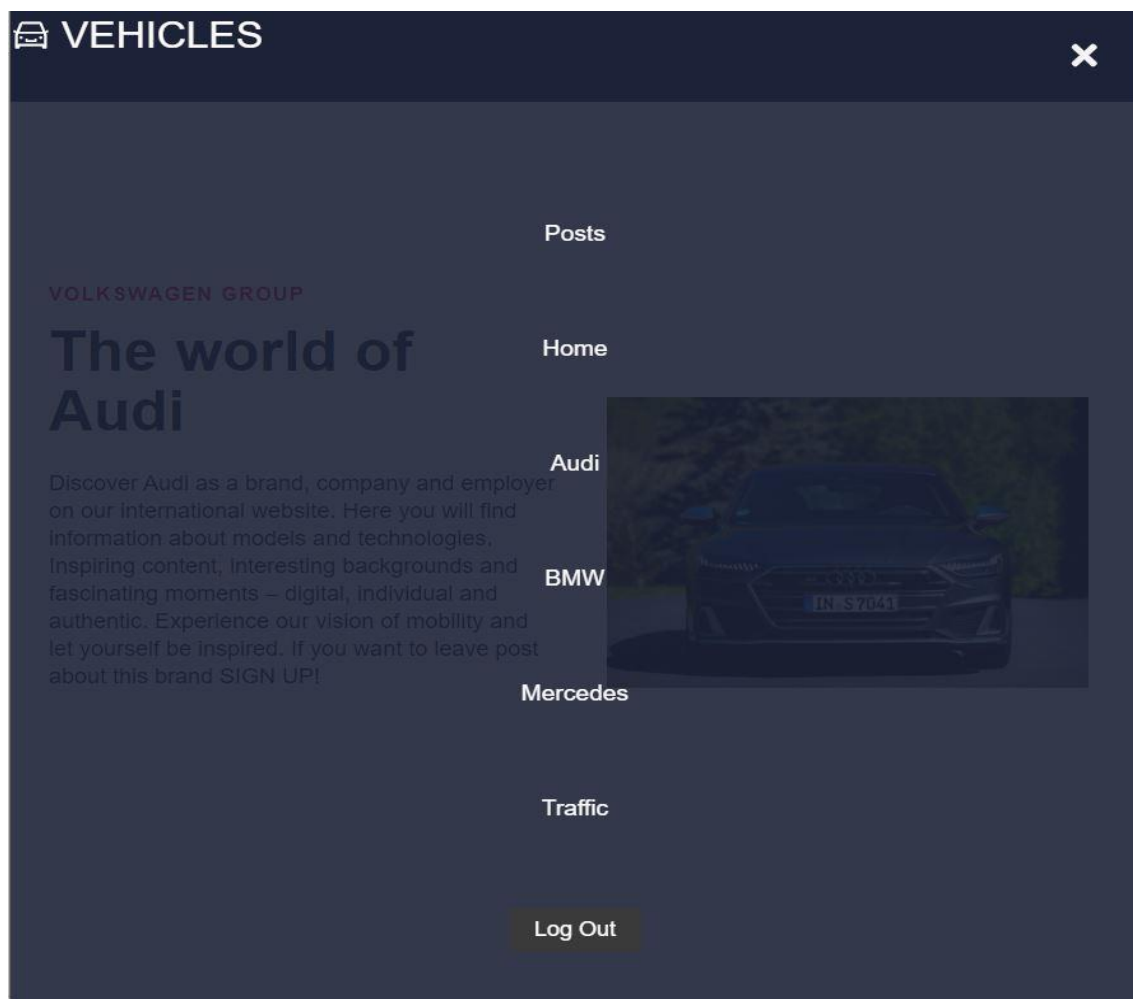 VEHICLES
Posts
Home
Audi
BMW
Mercedes
Traffic
Log Out
VOLKSWAGEN GROUP
The world of
Audi
Discover Audi as a brand, company and employer
on our international website. Here you will find
information about models and technologies.
Inspiring content, interesting backgrounds and
fascinating moments – digital, individual and
authentic. Experience our vision of mobility and
let yourself be inspired. If you want to leave post
about this brand SIGN UP!
IN S 7041